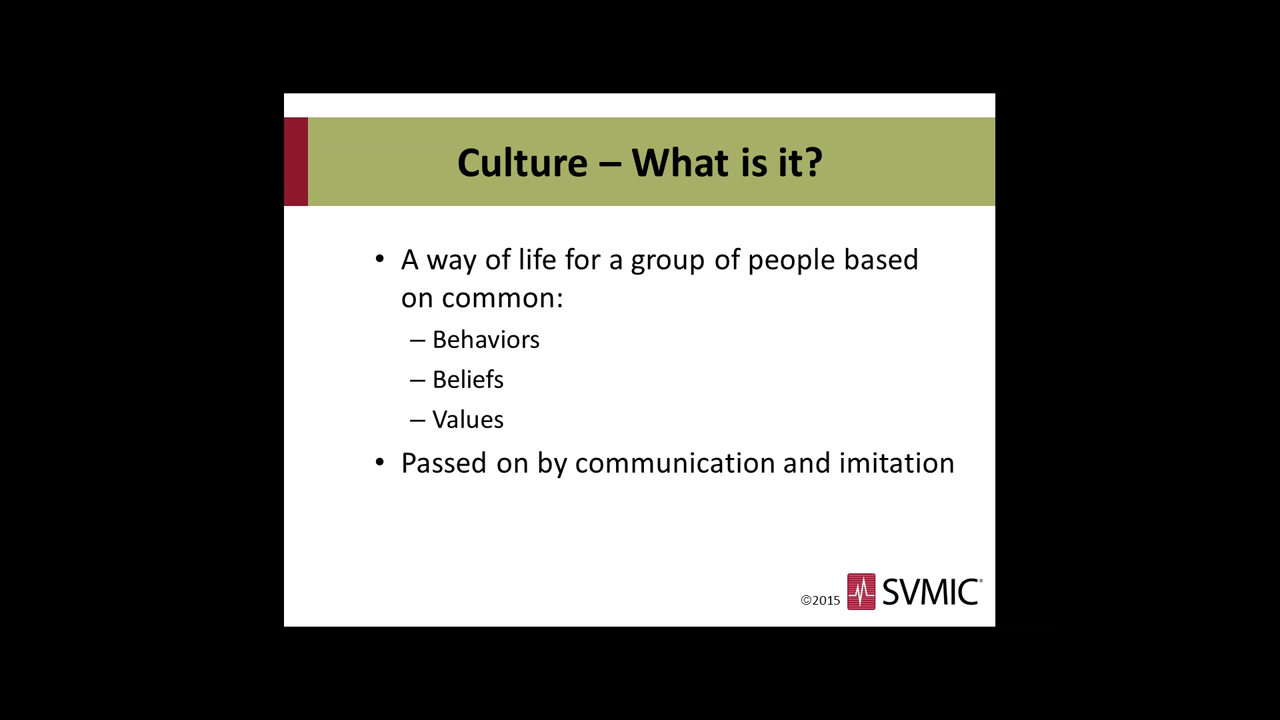 Culture – What is it?
• A way of life for a group of people based
on common:
– Behaviors
– Beliefs
– Values
• Passed on by communication and imitation
©2015 SVMIC®